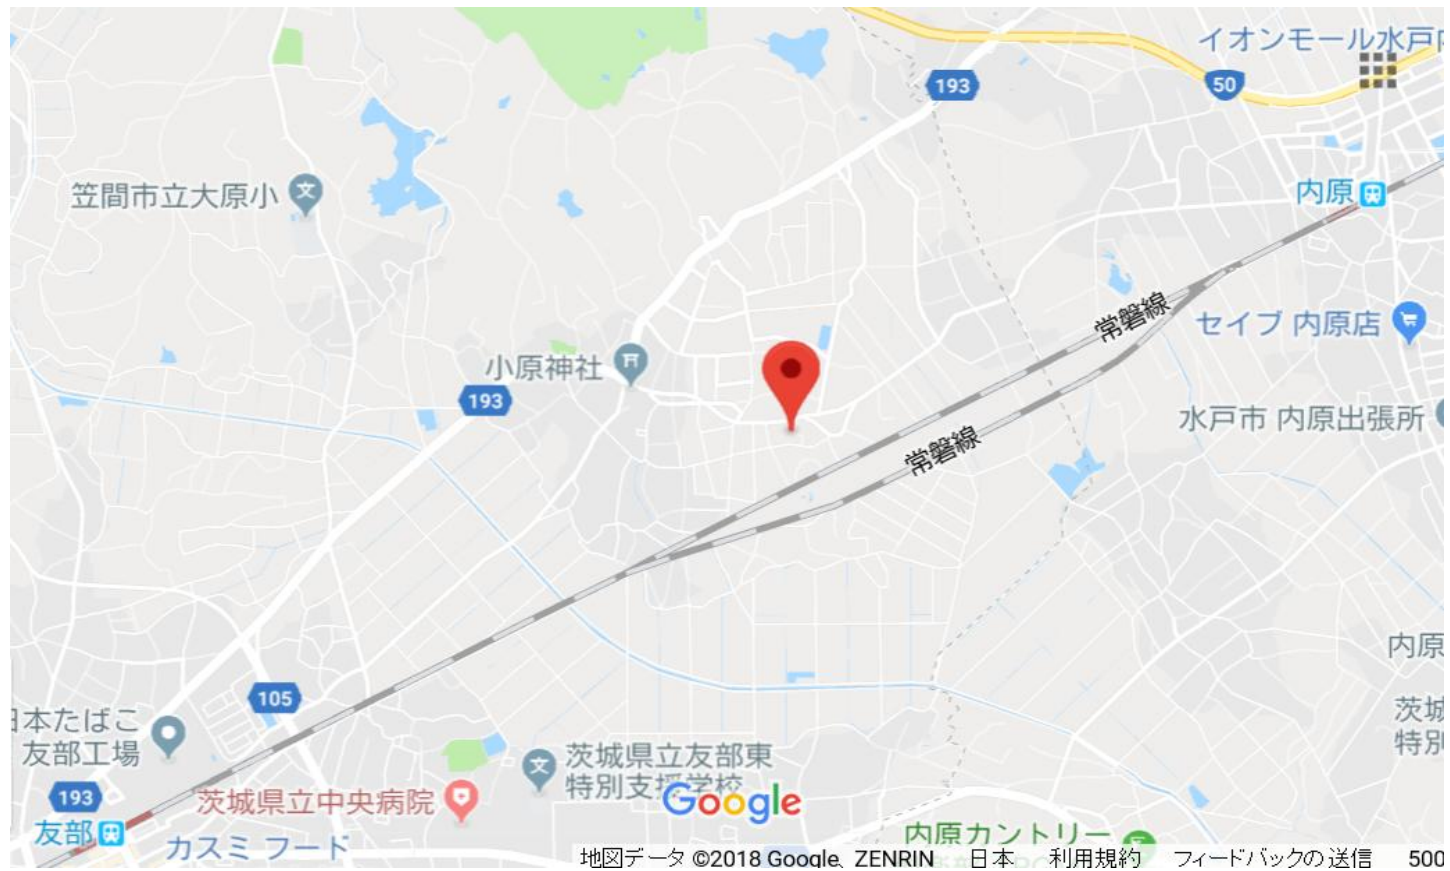 イオンモール水戸内
193
50
笠間市立大原小
内原
常磐線
セイブ 内原店
小原神社
193
水戸市 内原出張所
常磐線
内原
105
日本たばこ
友部工場
茨城
特別
茨城県立友部東
特別支援学校
193
茨城県立中央病院
Google
友部
カスミ フード
内原カントリー
地図データ ©2018 Google、ZENRIN 日本 利用規約 フィードバックの送信 500